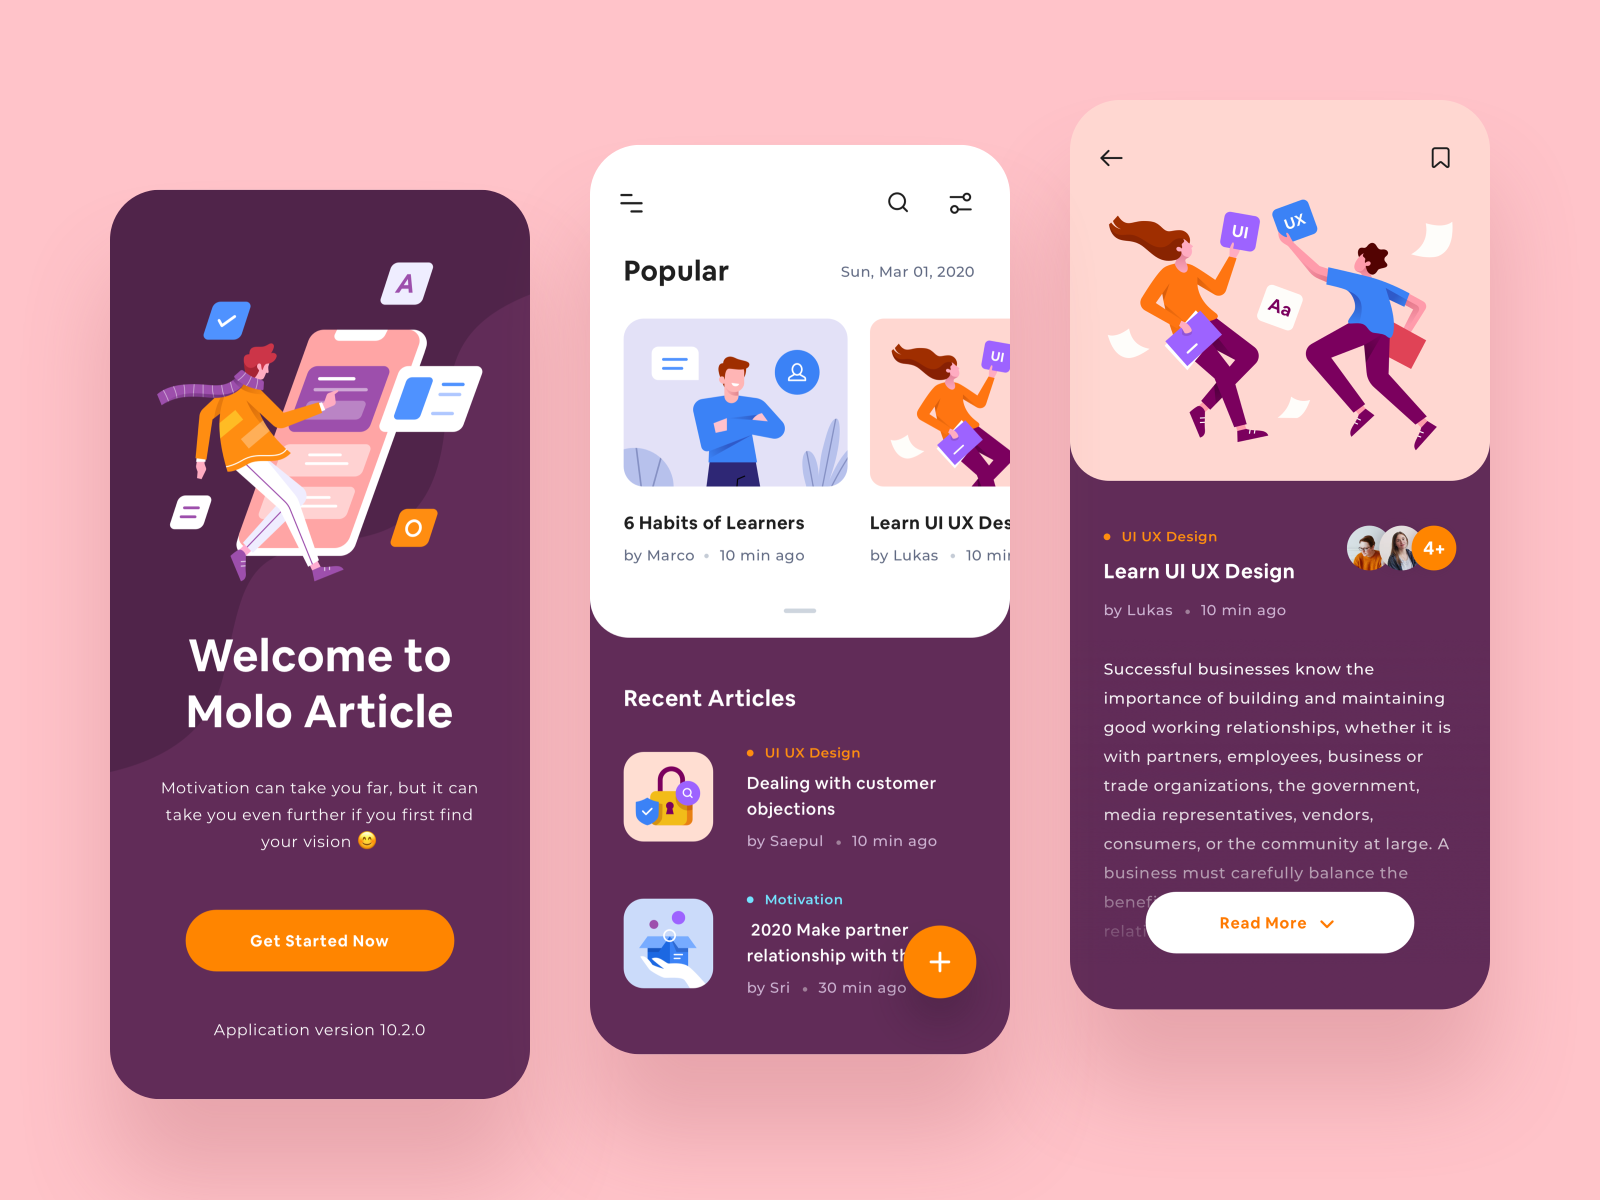 A
Welcome to
Molo Article
Motivation can take you far, but it can
take you even further if you first find
your vision 😊
Get Started Now
Application version 10.2.0
Popular
Sun, Mar 01, 2020
UI
6 Habits of Learners
by Marco • 10 min ago
Learn UI UX Des
by Lukas • 10 mi
Recent Articles
• UI UX Design
Dealing with customer
objections
by Saepul • 10 min ago
• Motivation
2020 Make partner
relationship with th
by Sri • 30 min ago
UI
UX
Aa
• UI UX Design
4+
Learn UI UX Design
by Lukas • 10 min ago
Successful businesses know the
importance of building and maintaining
good working relationships, whether it is
with partners, employees, business or
trade organizations, the government,
media representatives, vendors,
consumers, or the community at large. A
business must carefully balance the
benef
relati
Read More